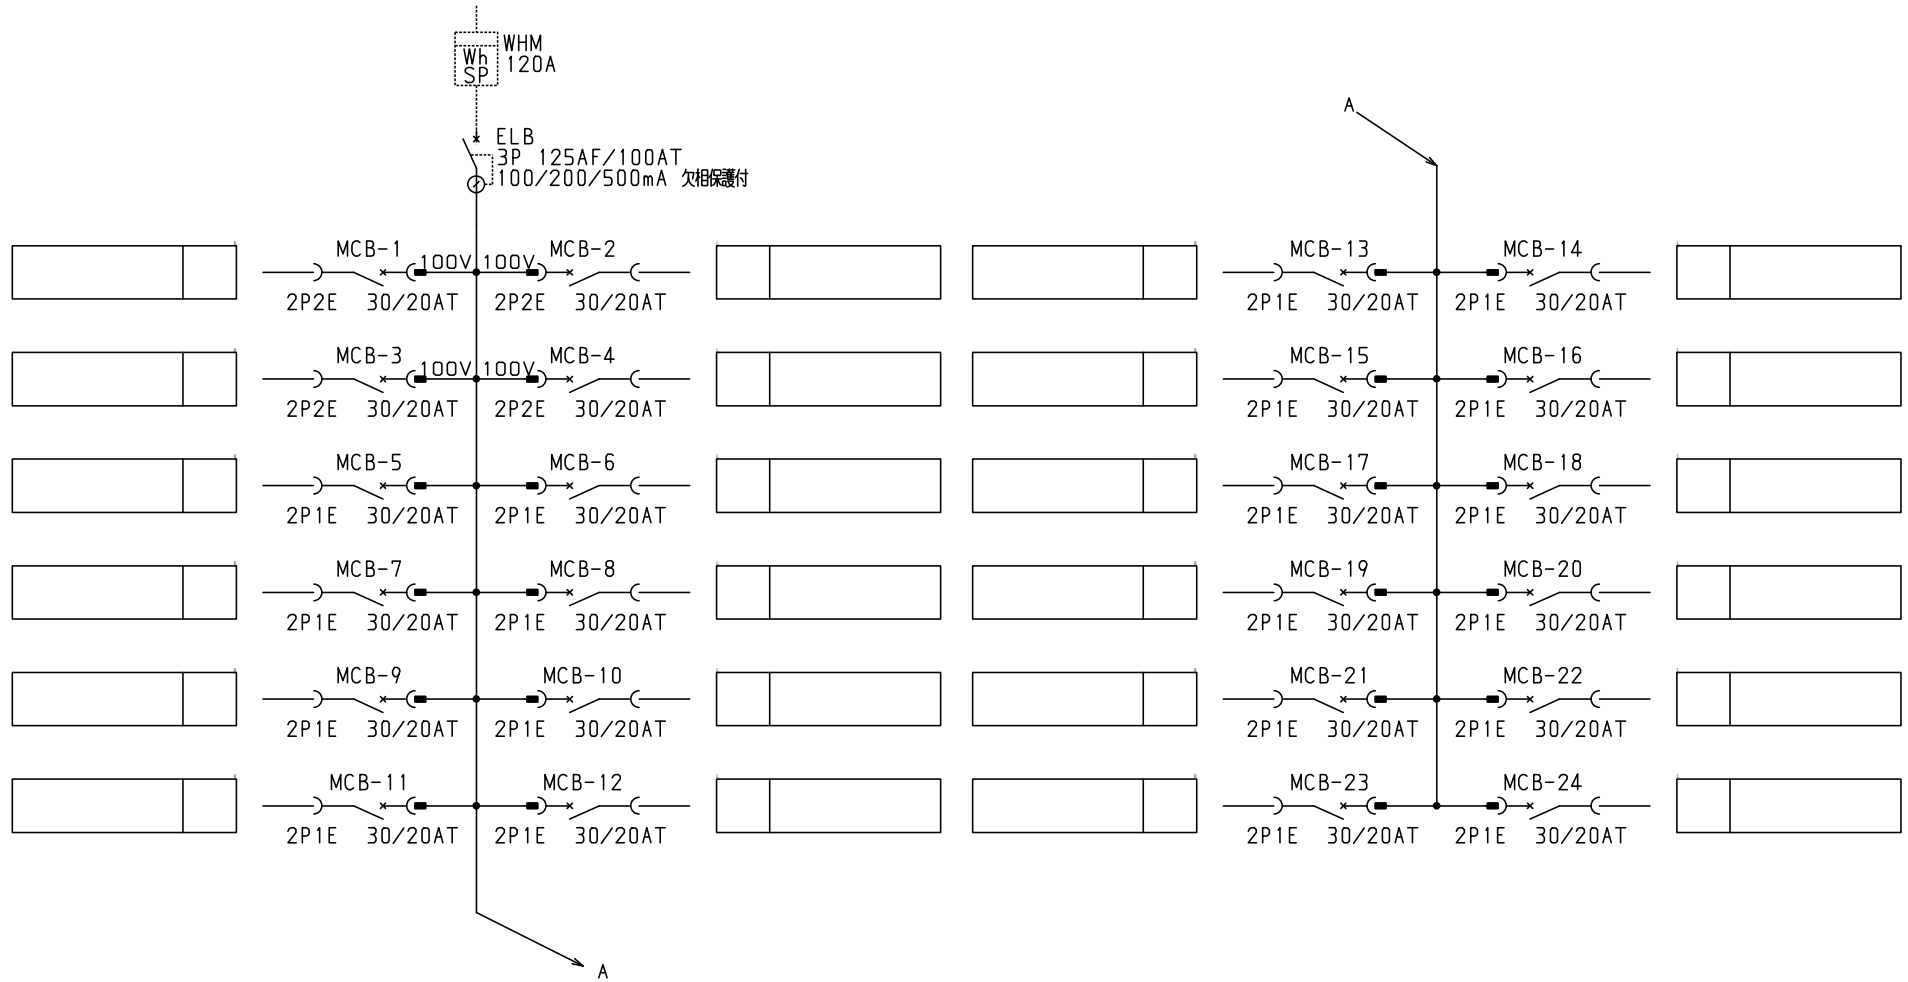 WHM
Wh
120A
SP
A
ELB
3P 125AF/100AT
100/200/500mA 欠相保護付
MCB-1 MCB-2 MCB-13 MCB-14
100V 100V
2P2E 30/20AT 2P2E 30/20AT 2P1E 30/20AT 2P1E 30/20AT
MCB-3 MCB-4 MCB-15 MCB-16
100V 100V
2P2E 30/20AT 2P2E 30/20AT 2P1E 30/20AT 2P1E 30/20AT
MCB-5 MCB-6 MCB-17 MCB-18
2P1E 30/20AT 2P1E 30/20AT 2P1E 30/20AT 2P1E 30/20AT
MCB-7 MCB-8 MCB-19 MCB-20
2P1E 30/20AT 2P1E 30/20AT 2P1E 30/20AT 2P1E 30/20AT
MCB-9 MCB-10 MCB-21 MCB-22
2P1E 30/20AT 2P1E 30/20AT 2P1E 30/20AT 2P1E 30/20AT
MCB-11 MCB-12 MCB-23 MCB-24
2P1E 30/20AT 2P1E 30/20AT 2P1E 30/20AT 2P1E 30/20AT
A